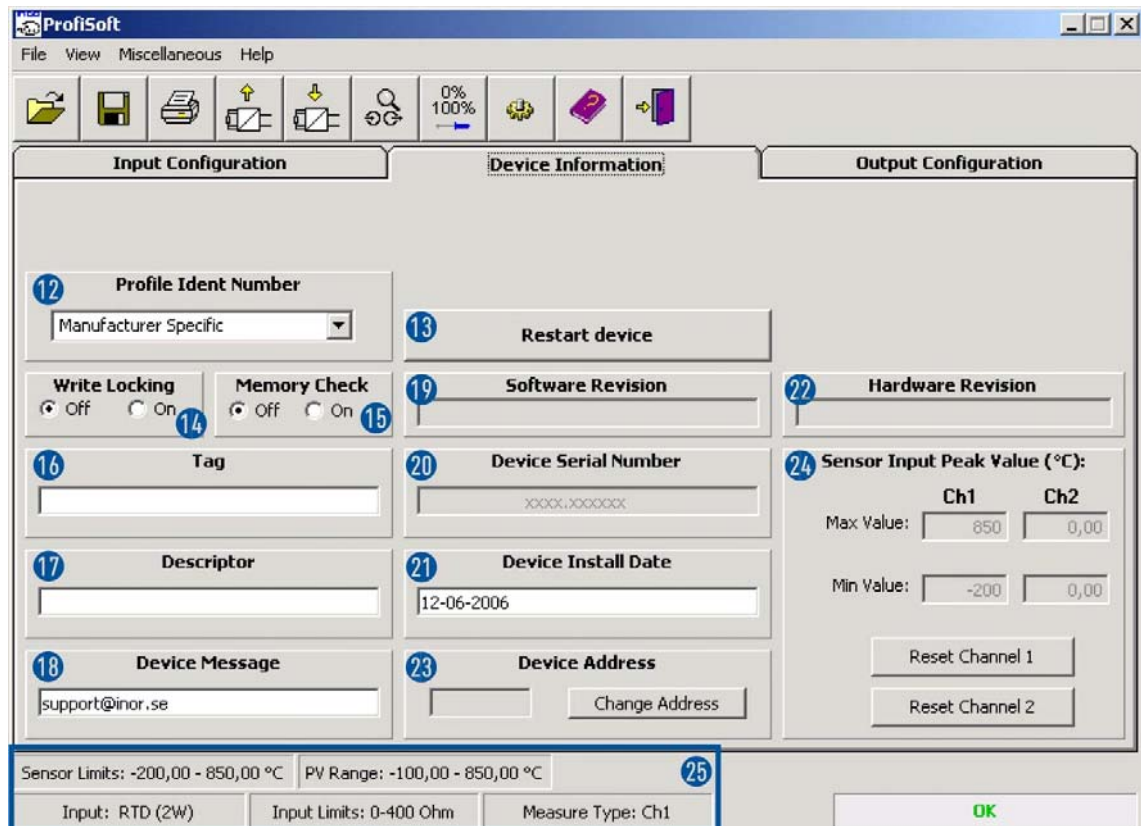 ProfiSoft
File View Miscellaneous Help
0%
100%
Input Configuration
Device Information
Output Configuration
12 Profile Ident Number
Manufacturer Specific
13 Restart device
Write Locking
Off On 14
Memory Check
Off On 15
19 Software Revision
22 Hardware Revision
16 Tag
20 Device Serial Number
xxxx.xxxxxx
24 Sensor Input Peak Value (°C):
Ch1 Ch2
Max Value: 850 0,00
Min Value: -200 0,00
17 Descriptor
21 Device Install Date
12-06-2006
18 Device Message
support@inor.se
23 Device Address
Change Address
Reset Channel 1
Reset Channel 2
Sensor Limits: -200,00 - 850,00 °C PV Range: -100,00 - 850,00 °C 25
Input: RTD (2W) Input Limits: 0-400 Ohm Measure Type: Ch1
OK